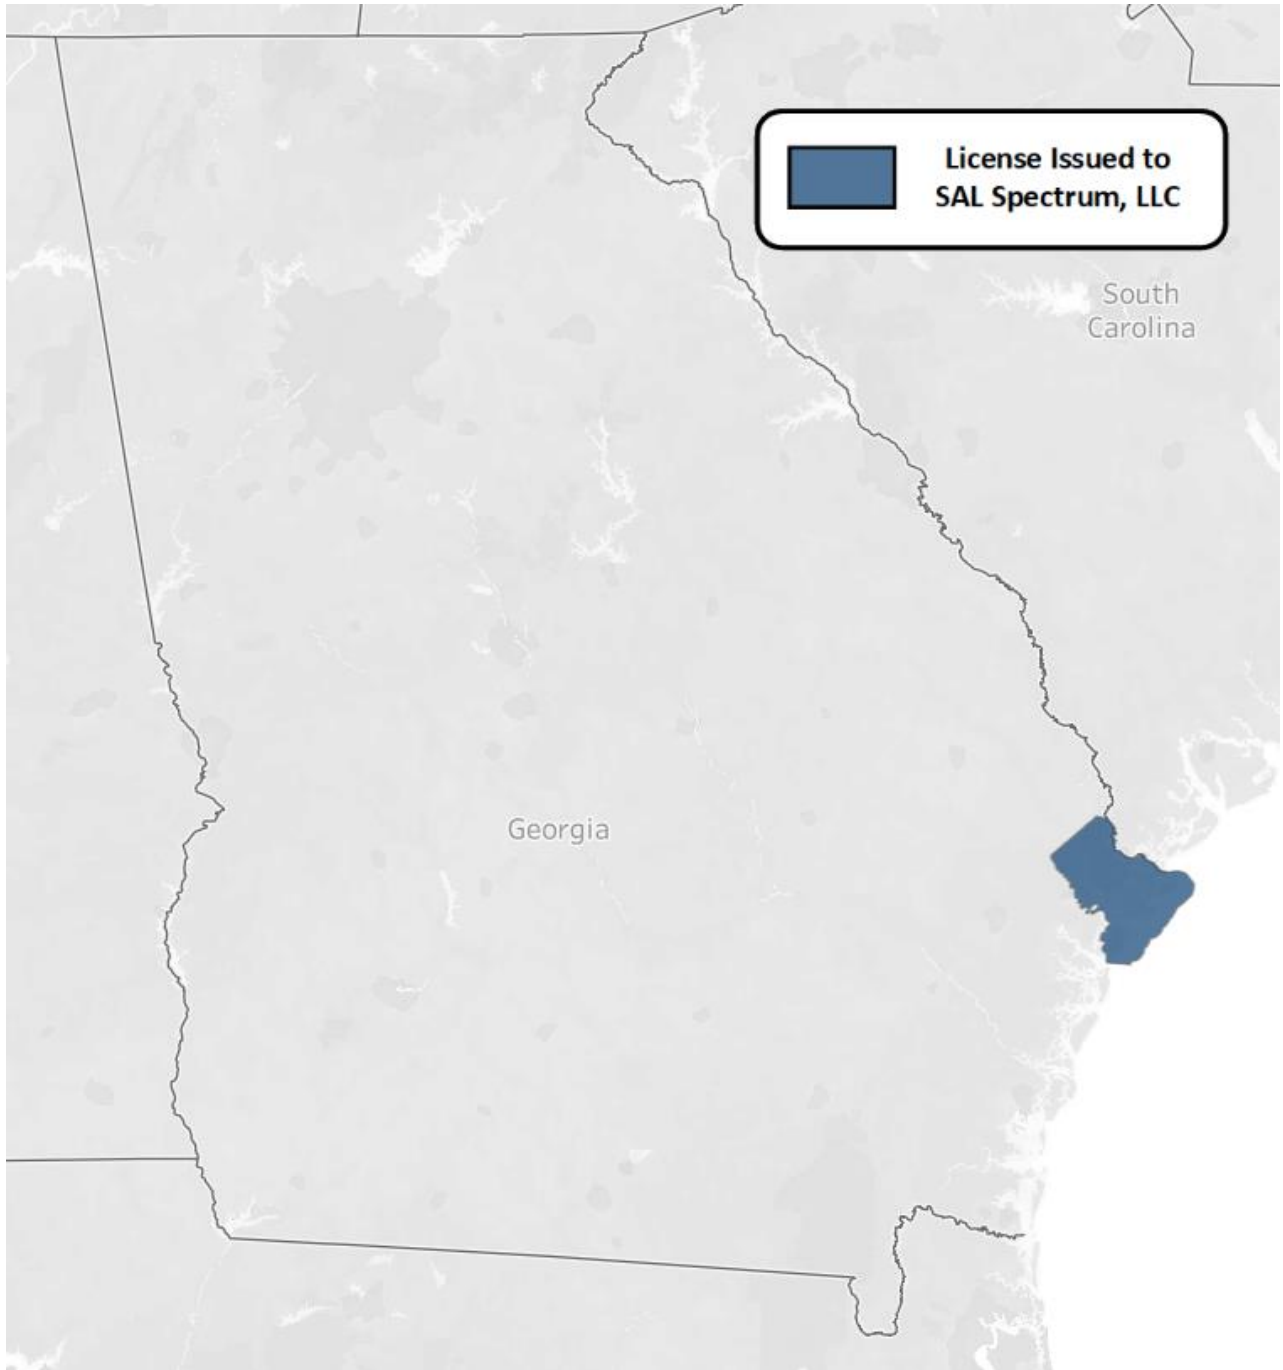 License Issued to
SAL Spectrum, LLC
South
Carolina
Georgia